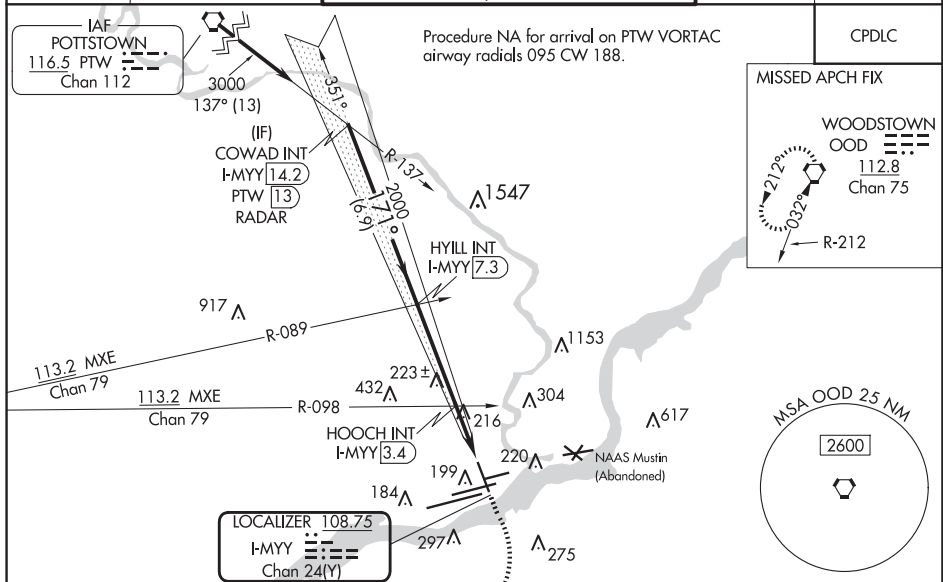 IAF
POTTSTOWN
116.5 PTW
Chan 112
3000
137° (13)
351°
Procedure NA for arrival on PTW VORTAC
airway radials 095 CW 188.
CPDLC
MISSED APCH FIX
WOODSTOWN
OOD
112.8
Chan 75
212°
032°
R-212
(IF)
COWAD INT
I-MYY 14.2
PTW 13
RADAR
R-137
2000
171°
(6.9)
1547
HYILL INT
I-MYY 7.3
917
R-089
113.2 MXE
Chan 79
1153
223±
432
304
113.2 MXE
Chan 79
R-098
216
617
HOOCH INT
I-MYY 3.4
MSA OOD 25 NM
2600
199
220
NAAS Mustin
(Abandoned)
184
LOCALIZER 108.75
I-MYY
Chan 24(Y)
297
275